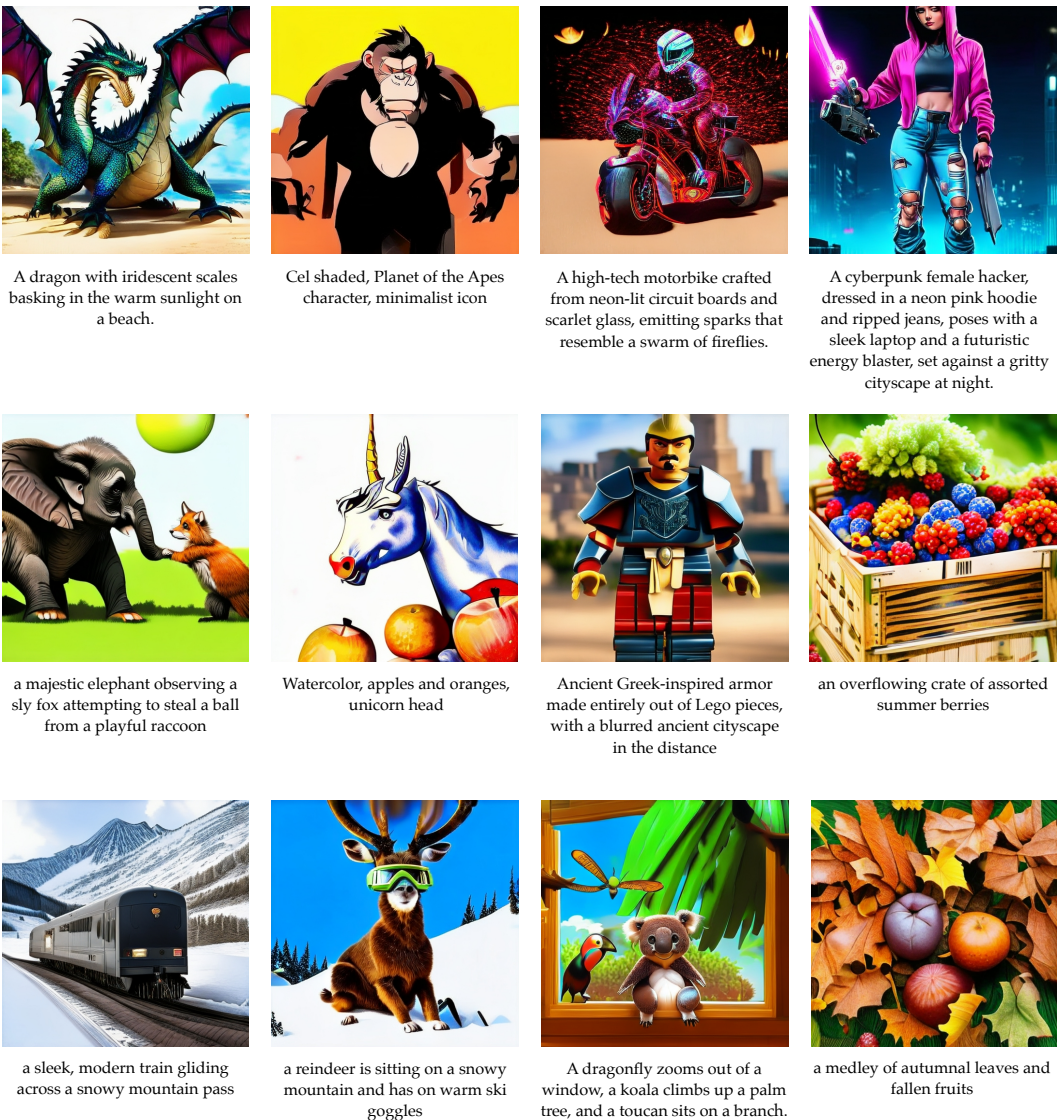 A dragon with iridescent scales
basking in the warm sunlight on
a beach.
Cel shaded, Planet of the Apes
character, minimalist icon
A high-tech motorbike crafted
from neon-lit circuit boards and
scarlet glass, emitting sparks that
resemble a swarm of fireflies.
A cyberpunk female hacker,
dressed in a neon pink hoodie
and ripped jeans, poses with a
sleek laptop and a futuristic
energy blaster, set against a gritty
cityscape at night.
a majestic elephant observing a
sly fox attempting to steal a ball
from a playful raccoon
Watercolor, apples and oranges,
unicorn head
Ancient Greek-inspired armor
made entirely out of Lego pieces,
with a blurred ancient cityscape
in the distance
an overflowing crate of assorted
summer berries
a sleek, modern train gliding
across a snowy mountain pass
a reindeer is sitting on a snowy
mountain and has on warm ski
goggles
A dragonfly zooms out of a
window, a koala climbs up a palm
tree, and a toucan sits on a branch.
a medley of autumnal leaves and
fallen fruits